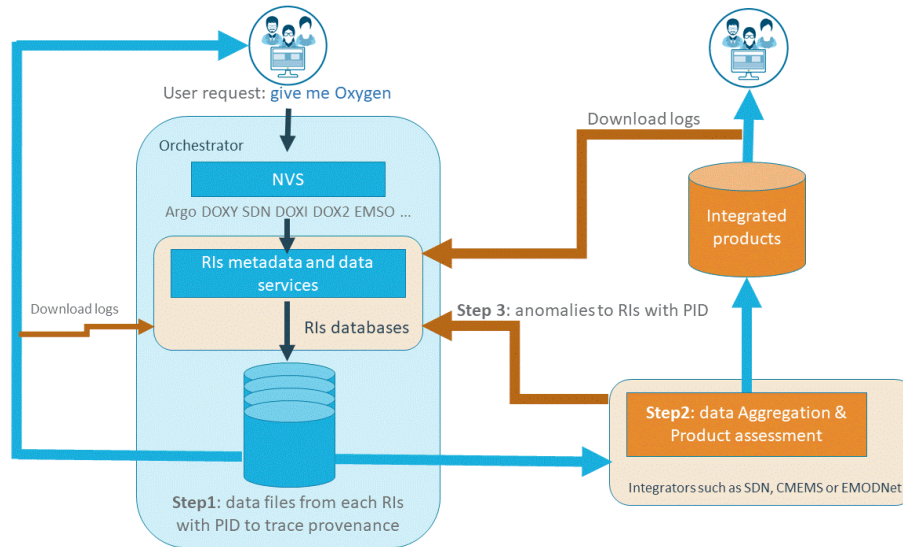 User request: give me Oxygen
Download logs
Orchestrator
NVS
Argo DOXY SDN DOXI DOX2 EMSO ...
Integrated
products
RIs metadata and data
services
Download logs
Step 3: anomalies to RIs with PID
RIs databases
Step2: data Aggregation &
Product assessment
Integrators such as SDN, CMEMS or EMODNet
Step1: data files from each RIs
with PID to trace provenance